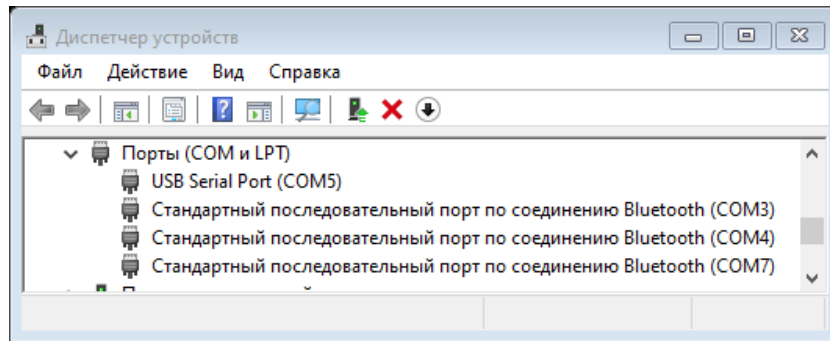 Диспетчер устройств
Файл Действие Вид Справка
Порты (COM и LPT)
USB Serial Port (COM5)
Стандартный последовательный порт по соединению Bluetooth (COM3)
Стандартный последовательный порт по соединению Bluetooth (COM4)
Стандартный последовательный порт по соединению Bluetooth (COM7)